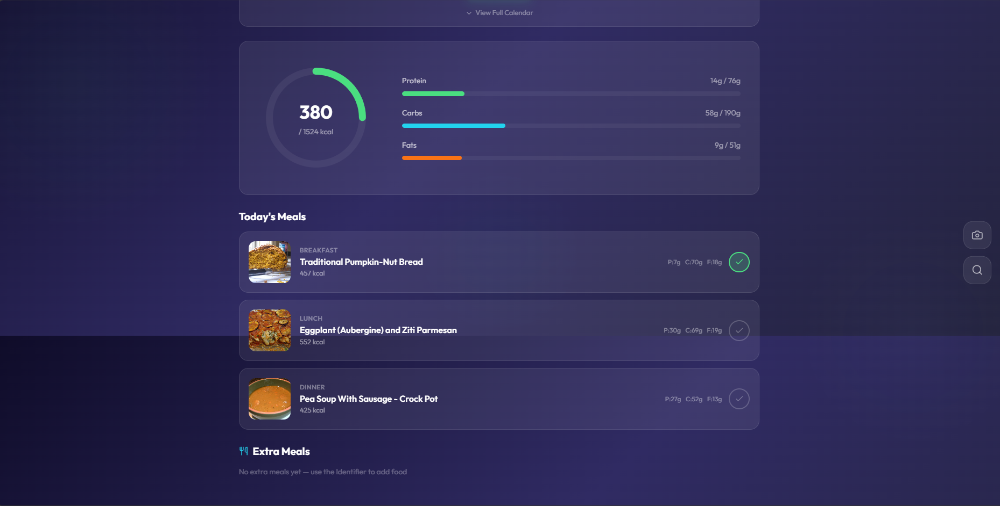 View Full Calendar
380
/ 1524 kcal
Protein
14g / 76g
Carbs
58g / 190g
Fats
9g / 51g
Today's Meals
BREAKFAST
Traditional Pumpkin-Nut Bread
457 kcal
P:7g C:70g F:18g
LUNCH
Eggplant (Aubergine) and Ziti Parmesan
552 kcal
P:30g C:69g F:19g
DINNER
Pea Soup With Sausage - Crock Pot
425 kcal
P:27g C:52g F:13g
Extra Meals
No extra meals yet — use the Identifier to add food